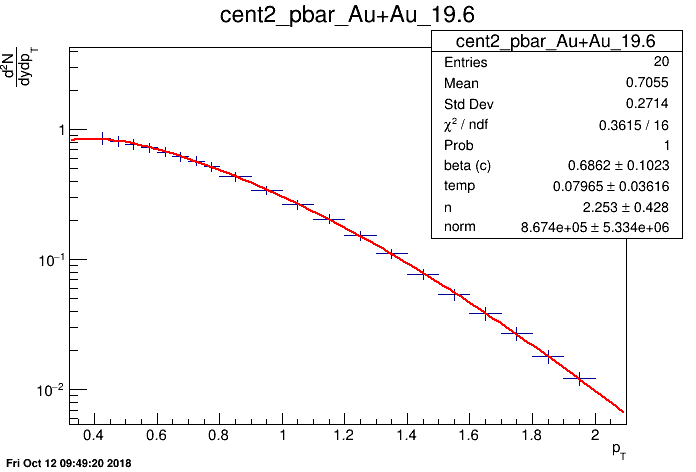 cent2_pbar_Au+Au_19.6
cent2_pbar_Au+Au_19.6
Entries 20
Mean 0.7055
Std Dev 0.2714
χ² / ndf 0.3615 / 16
Prob 1
beta (c) 0.6862 ± 0.1023
temp 0.07965 ± 0.03616
n 2.253 ± 0.428
norm 8.674e+05 ± 5.334e+06
d²N
dydp_T
1
10⁻¹
10⁻²
0.4 0.6 0.8 1 1.2 1.4 1.6 1.8 2
p_T
Fri Oct 12 09:49:20 2018